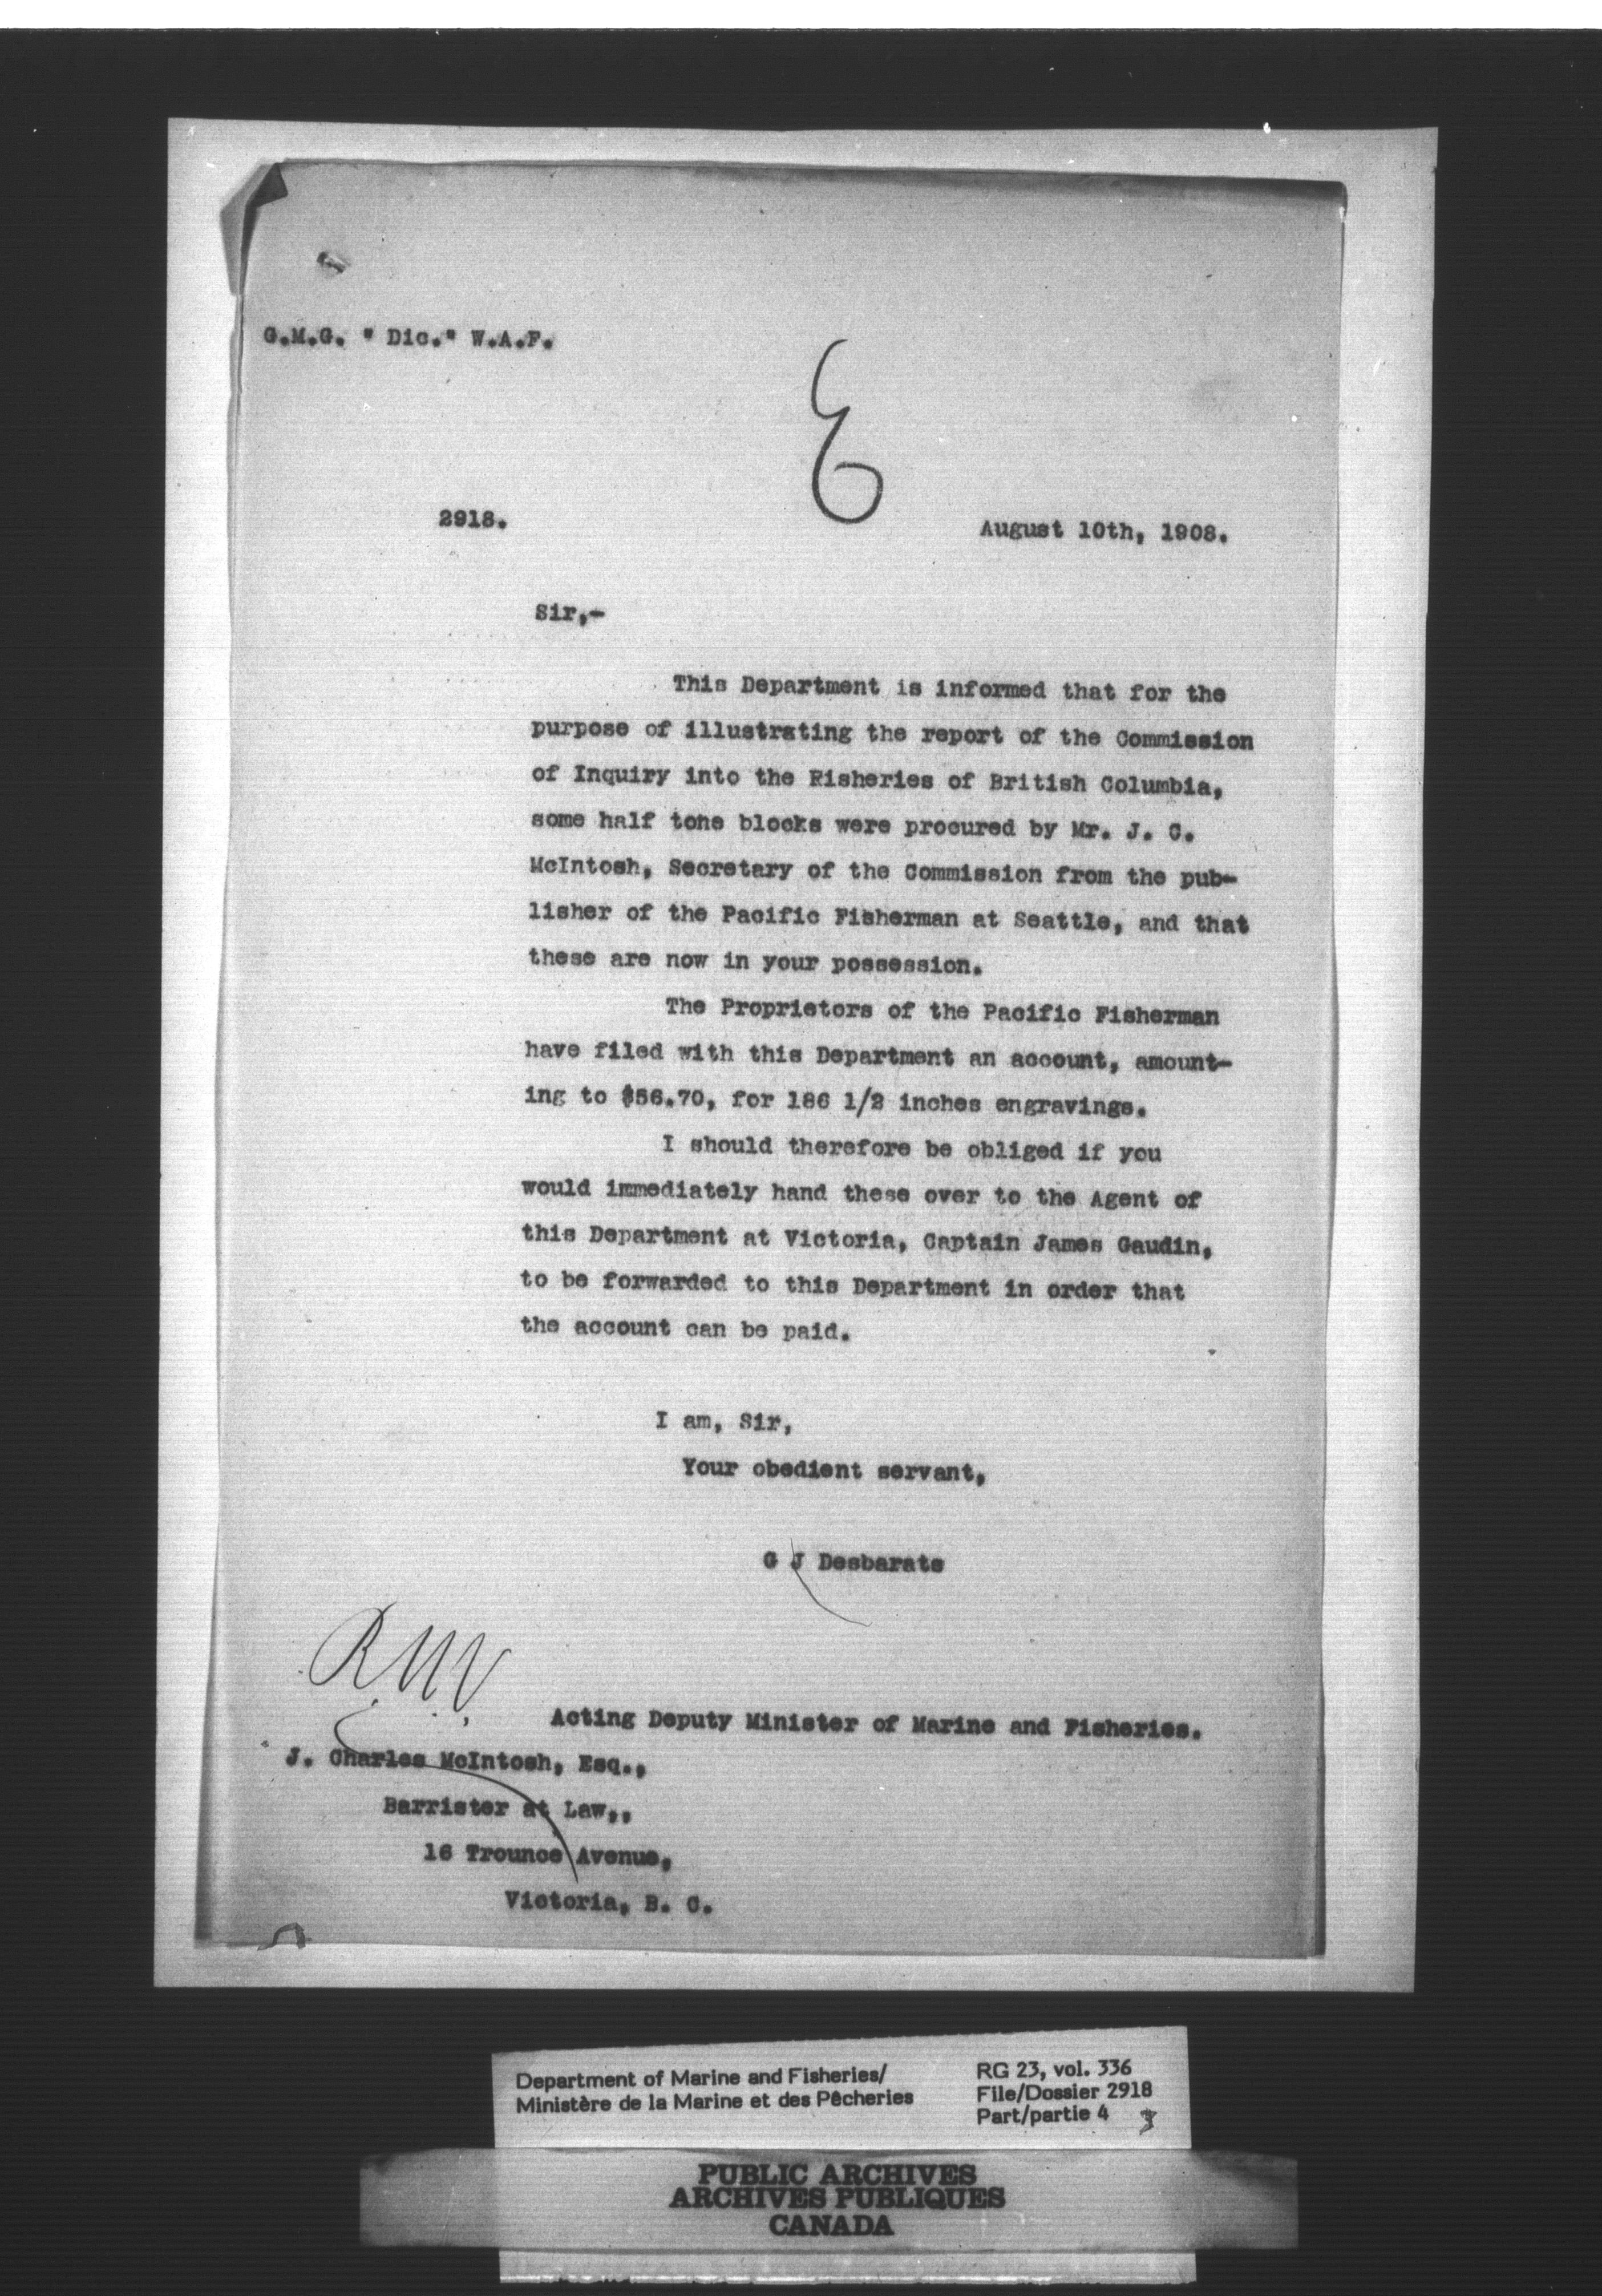 G.M.G. " Dic." W.A.F.
E
2918.
August 10th, 1908.
Sir,-
This Department is informed that for the
purpose of illustrating the report of the Commission
of Inquiry into the Fisheries of British Columbia,
some half tone blocks were procured by Mr. J. C.
McIntosh, Secretary of the Commission from the pub-
lisher of the Pacific Fisherman at Seattle, and that
these are now in your possession.
The Proprietors of the Pacific Fisherman
have filed with this Department an account, amount-
ing to $56.70, for 186 1/2 inches engravings.
I should therefore be obliged if you
would immediately hand these over to the Agent of
this Department at Victoria, Captain James Gaudin,
to be forwarded to this Department in order that
the account can be paid.
I am, Sir,
Your obedient servant,
G J Desbarats
Acting Deputy Minister of Marine and Fisheries.
J. Charles McIntosh, Esq.,
Barrister at Law,,
16 Trounce Avenue,
Victoria, B. C.
Department of Marine and Fisheries/
Ministère de la Marine et des Pêcheries
RG 23, vol. 336
File/Dossier 2918
Part/partie 4 3
PUBLIC ARCHIVES
ARCHIVES PUBLIQUES
CANADA